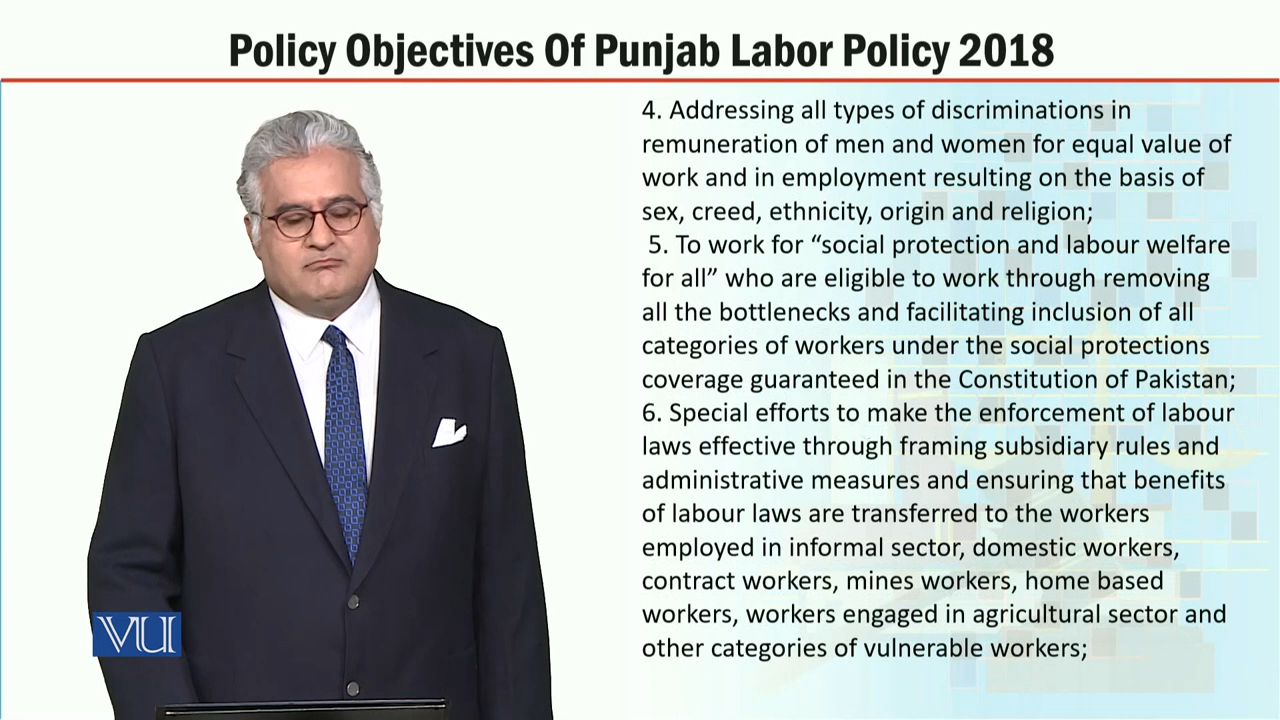 Policy Objectives Of Punjab Labor Policy 2018
4. Addressing all types of discriminations in
remuneration of men and women for equal value of
work and in employment resulting on the basis of
sex, creed, ethnicity, origin and religion;
5. To work for “social protection and labour welfare
for all” who are eligible to work through removing
all the bottlenecks and facilitating inclusion of all
categories of workers under the social protections
coverage guaranteed in the Constitution of Pakistan;
6. Special efforts to make the enforcement of labour
laws effective through framing subsidiary rules and
administrative measures and ensuring that benefits
of labour laws are transferred to the workers
employed in informal sector, domestic workers,
contract workers, mines workers, home based
workers, workers engaged in agricultural sector and
other categories of vulnerable workers;
VU